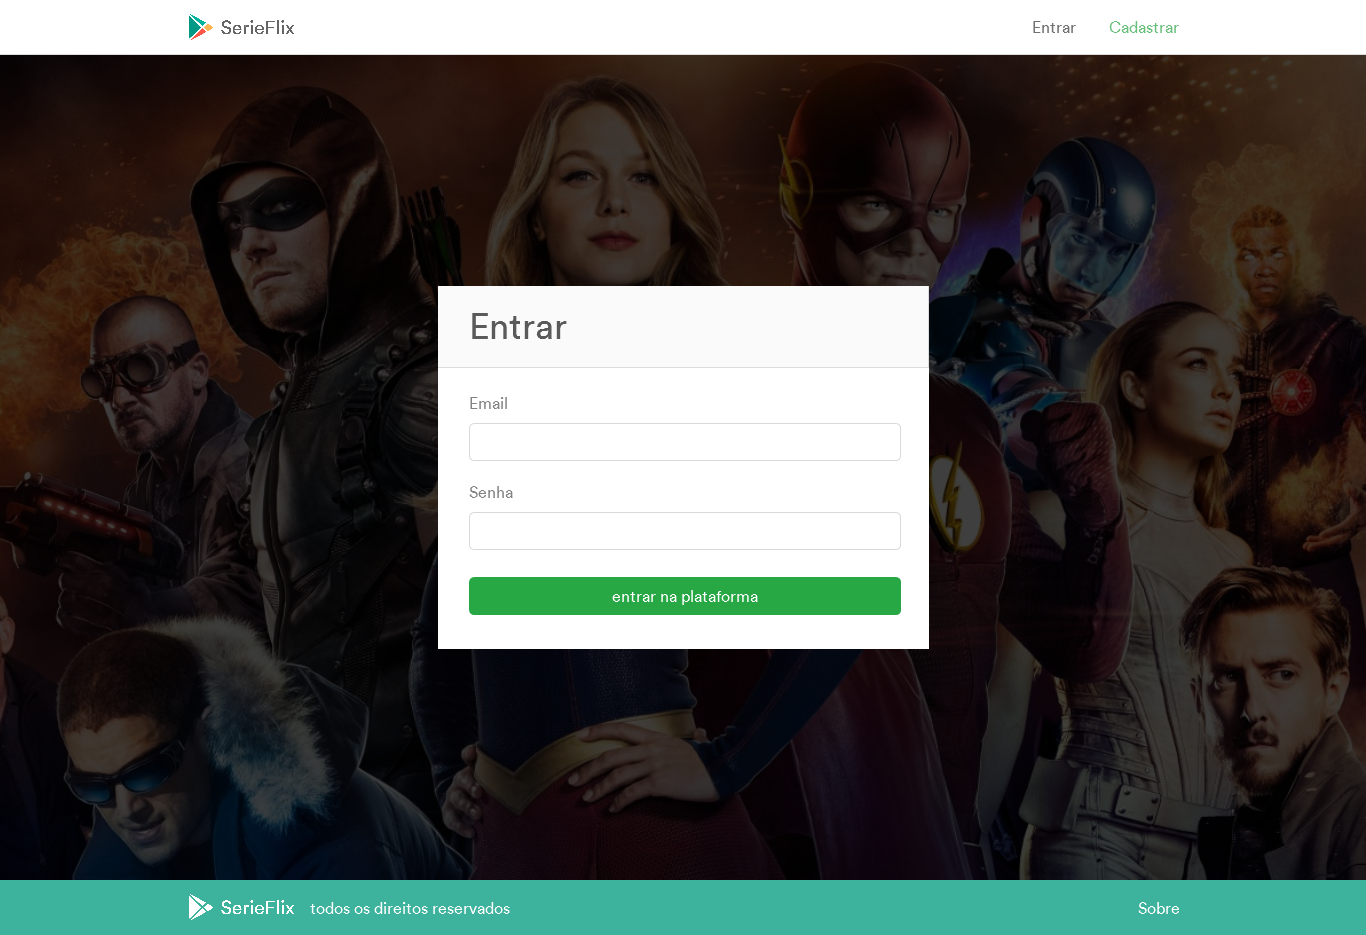 SerieFlix
Entrar
Cadastrar
Entrar
Email
Senha
entrar na plataforma
SerieFlix
todos os direitos reservados
Sobre